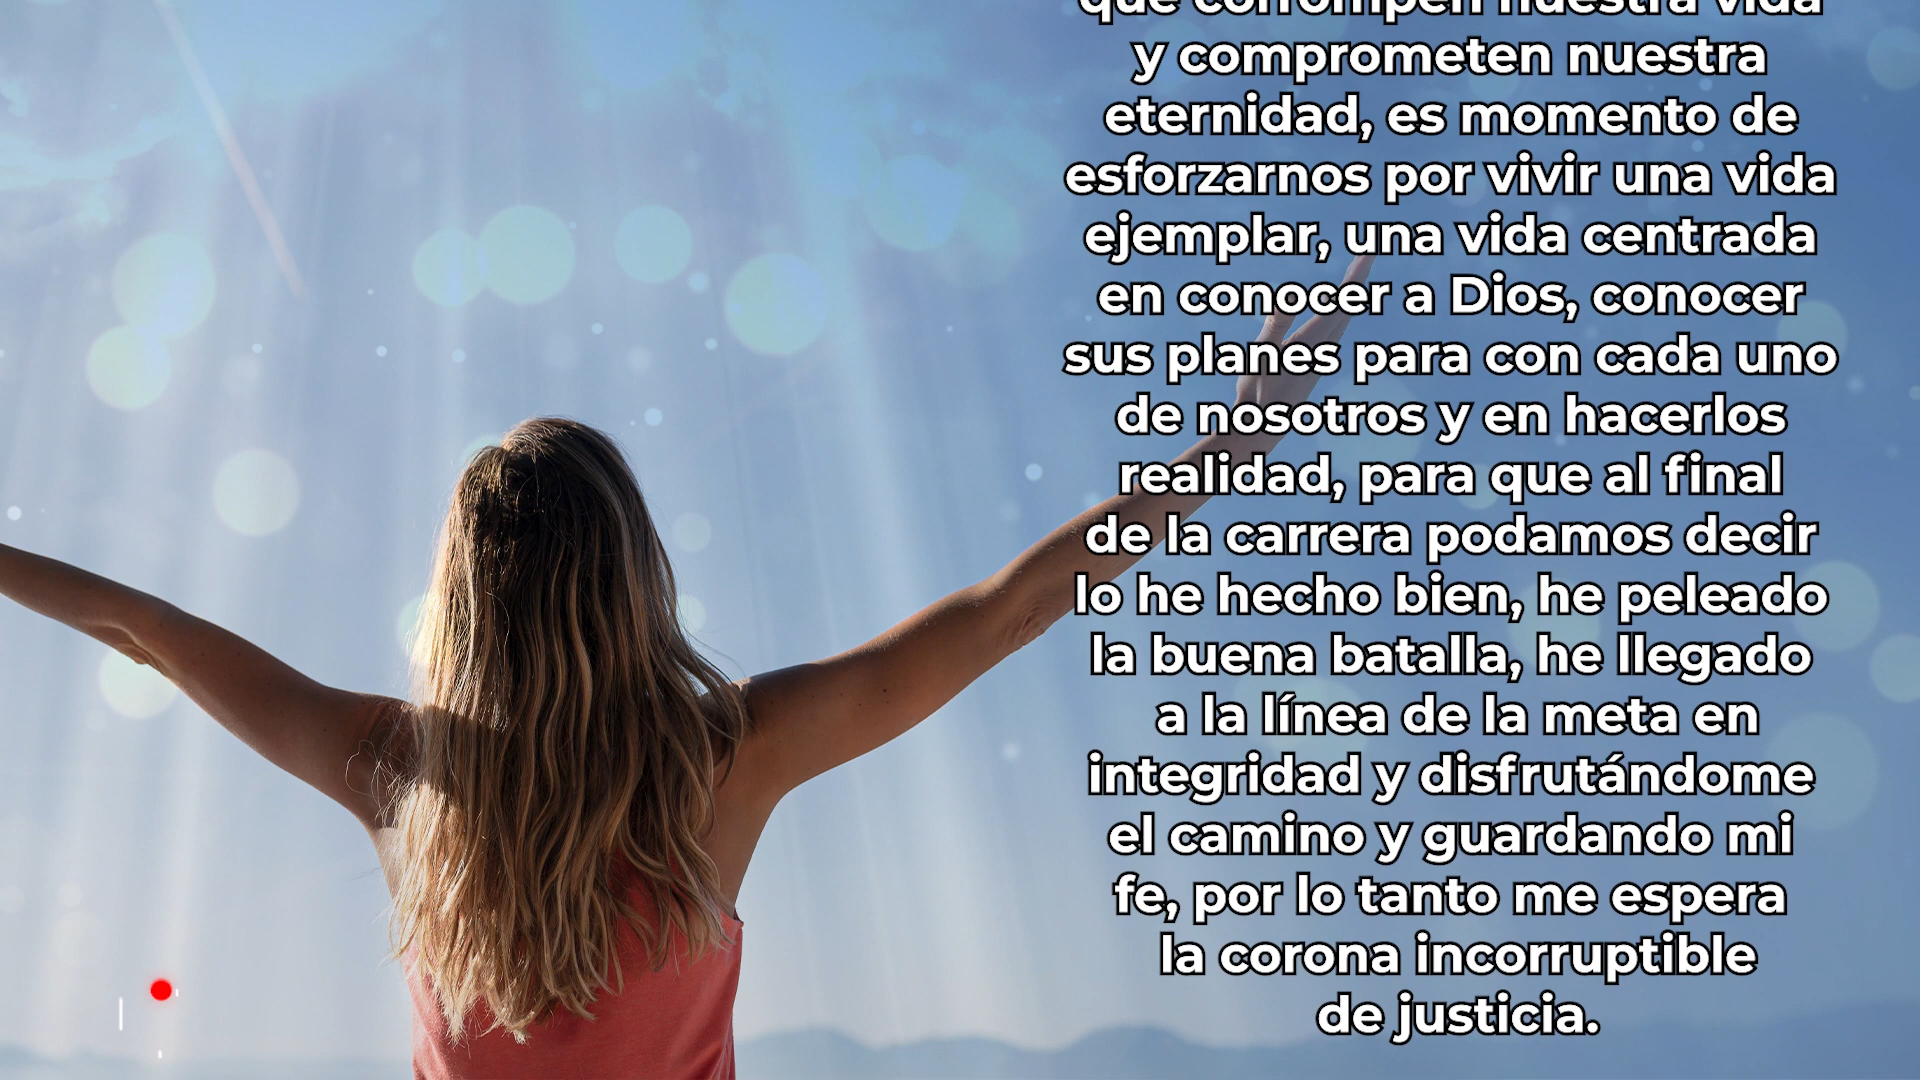 que corrompen nuestra vida
y comprometen nuestra
eternidad, es momento de
esforzarnos por vivir una vida
ejemplar, una vida centrada
en conocer a Dios, conocer
sus planes para con cada uno
de nosotros y en hacerlos
realidad, para que al final
de la carrera podamos decir
lo he hecho bien, he peleado
la buena batalla, he llegado
a la línea de la meta en
integridad y disfrutándome
el camino y guardando mi
fe, por lo tanto me espera
la corona incorruptible
de justicia.